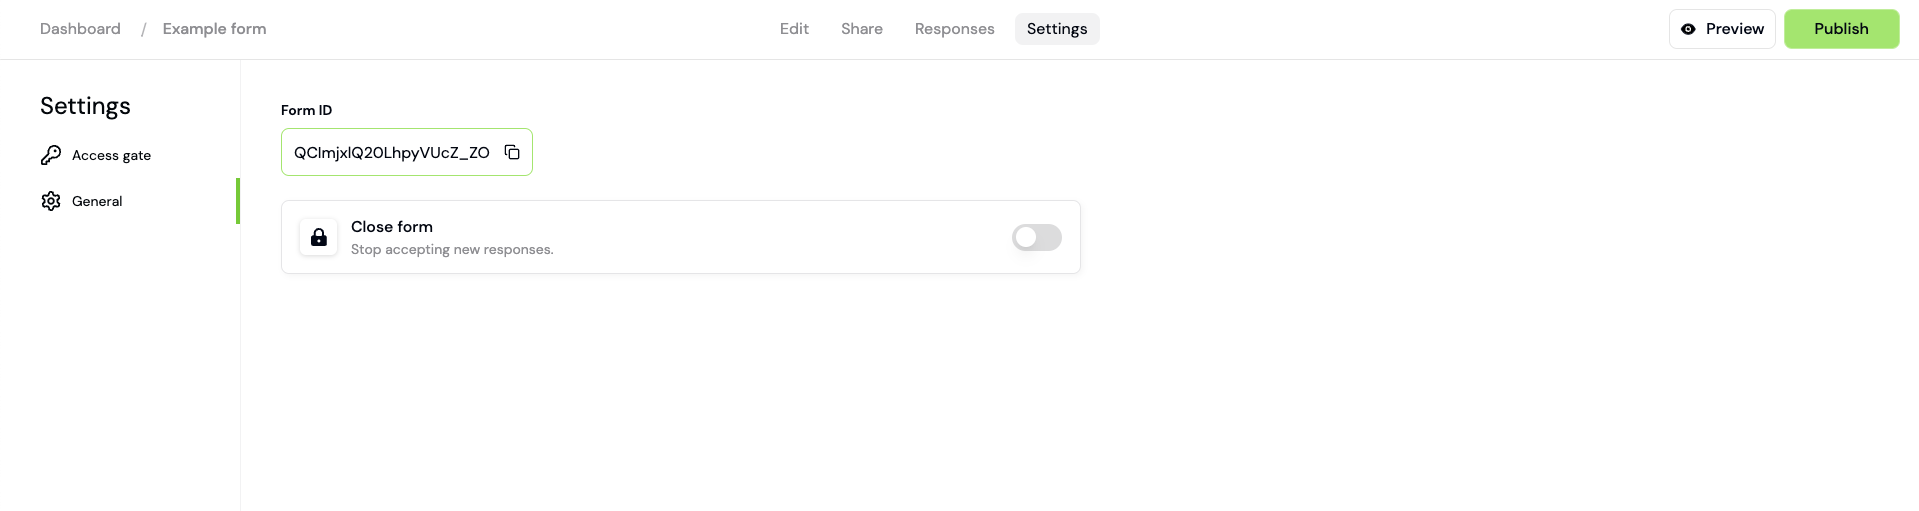 Dashboard / Example form
Edit Share Responses Settings
Preview Publish
Settings
Access gate
General
Form ID
QCImjxIQ20LhpyVUcZ_ZO
Close form
Stop accepting new responses.